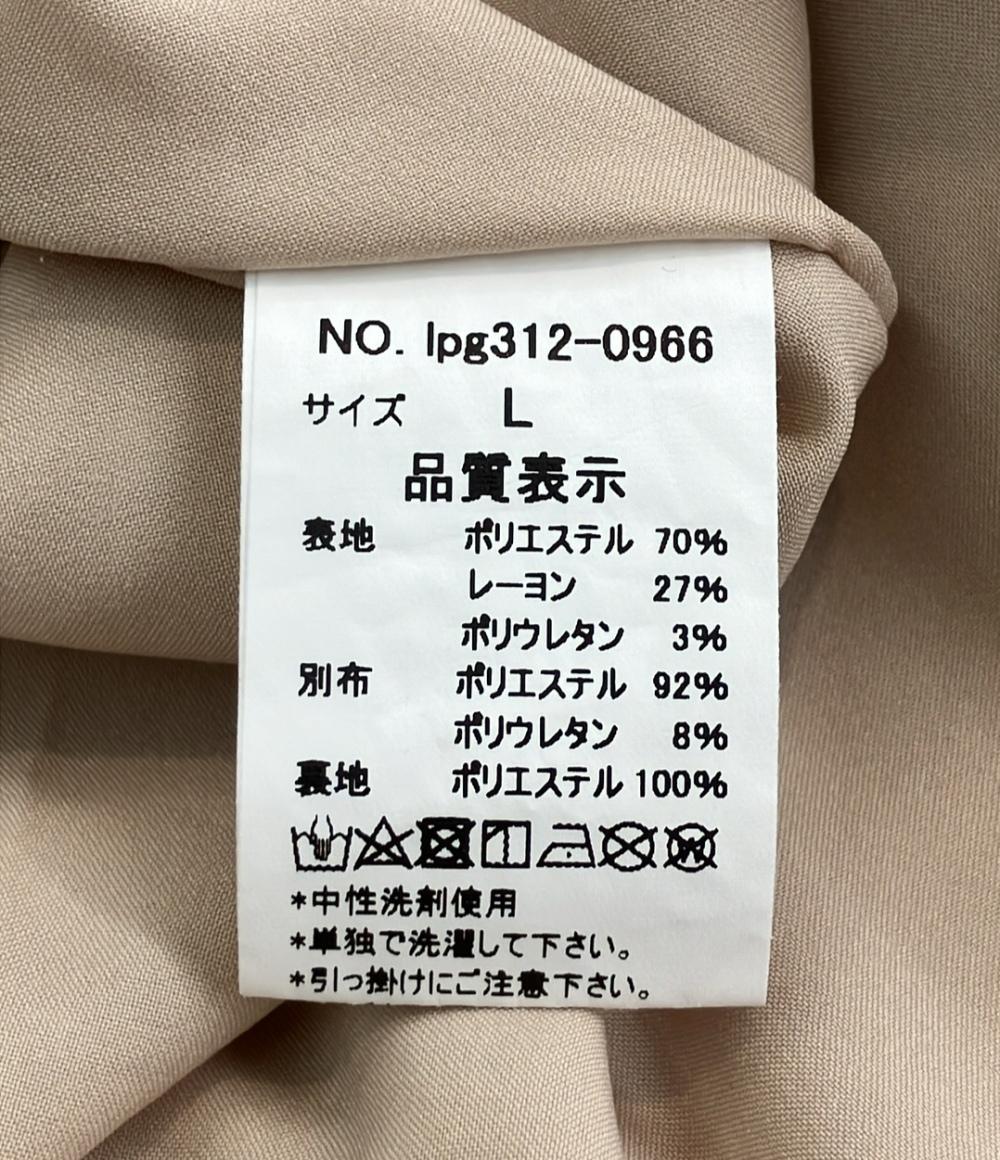 NO. lpg312-0966
サイズ L
品質表示
表地 ポリエステル 70%
レーヨン 27%
ポリウレタン 3%
別布 ポリエステル 92%
ポリウレタン 8%
裏地 ポリエステル 100%
*中性洗剤使用
*単独で洗濯して下さい。
*引っ掛けにご注意下さい。